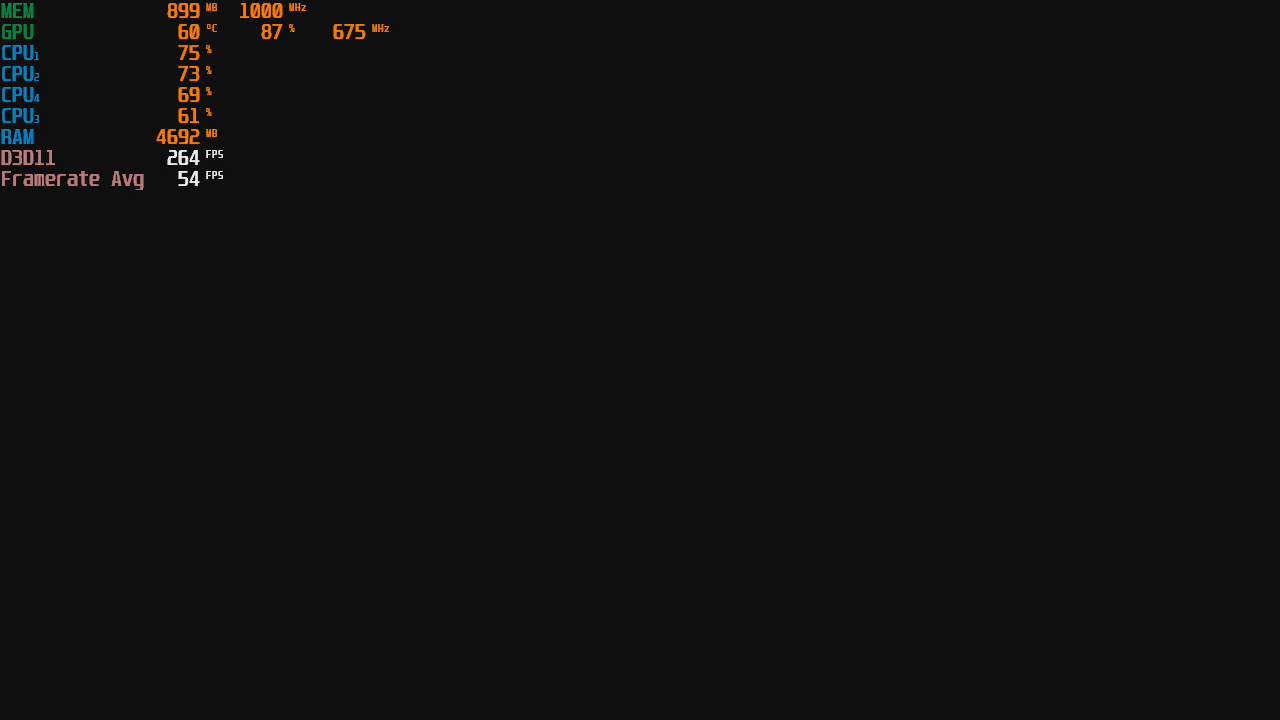 MEM 899 MB 1000 MHz
GPU 60 °C 87 % 675 MHz
CPU1 75 %
CPU2 73 %
CPU4 69 %
CPU3 61 %
RAM 4692 MB
D3D11 264 FPS
Framerate Avg 54 FPS